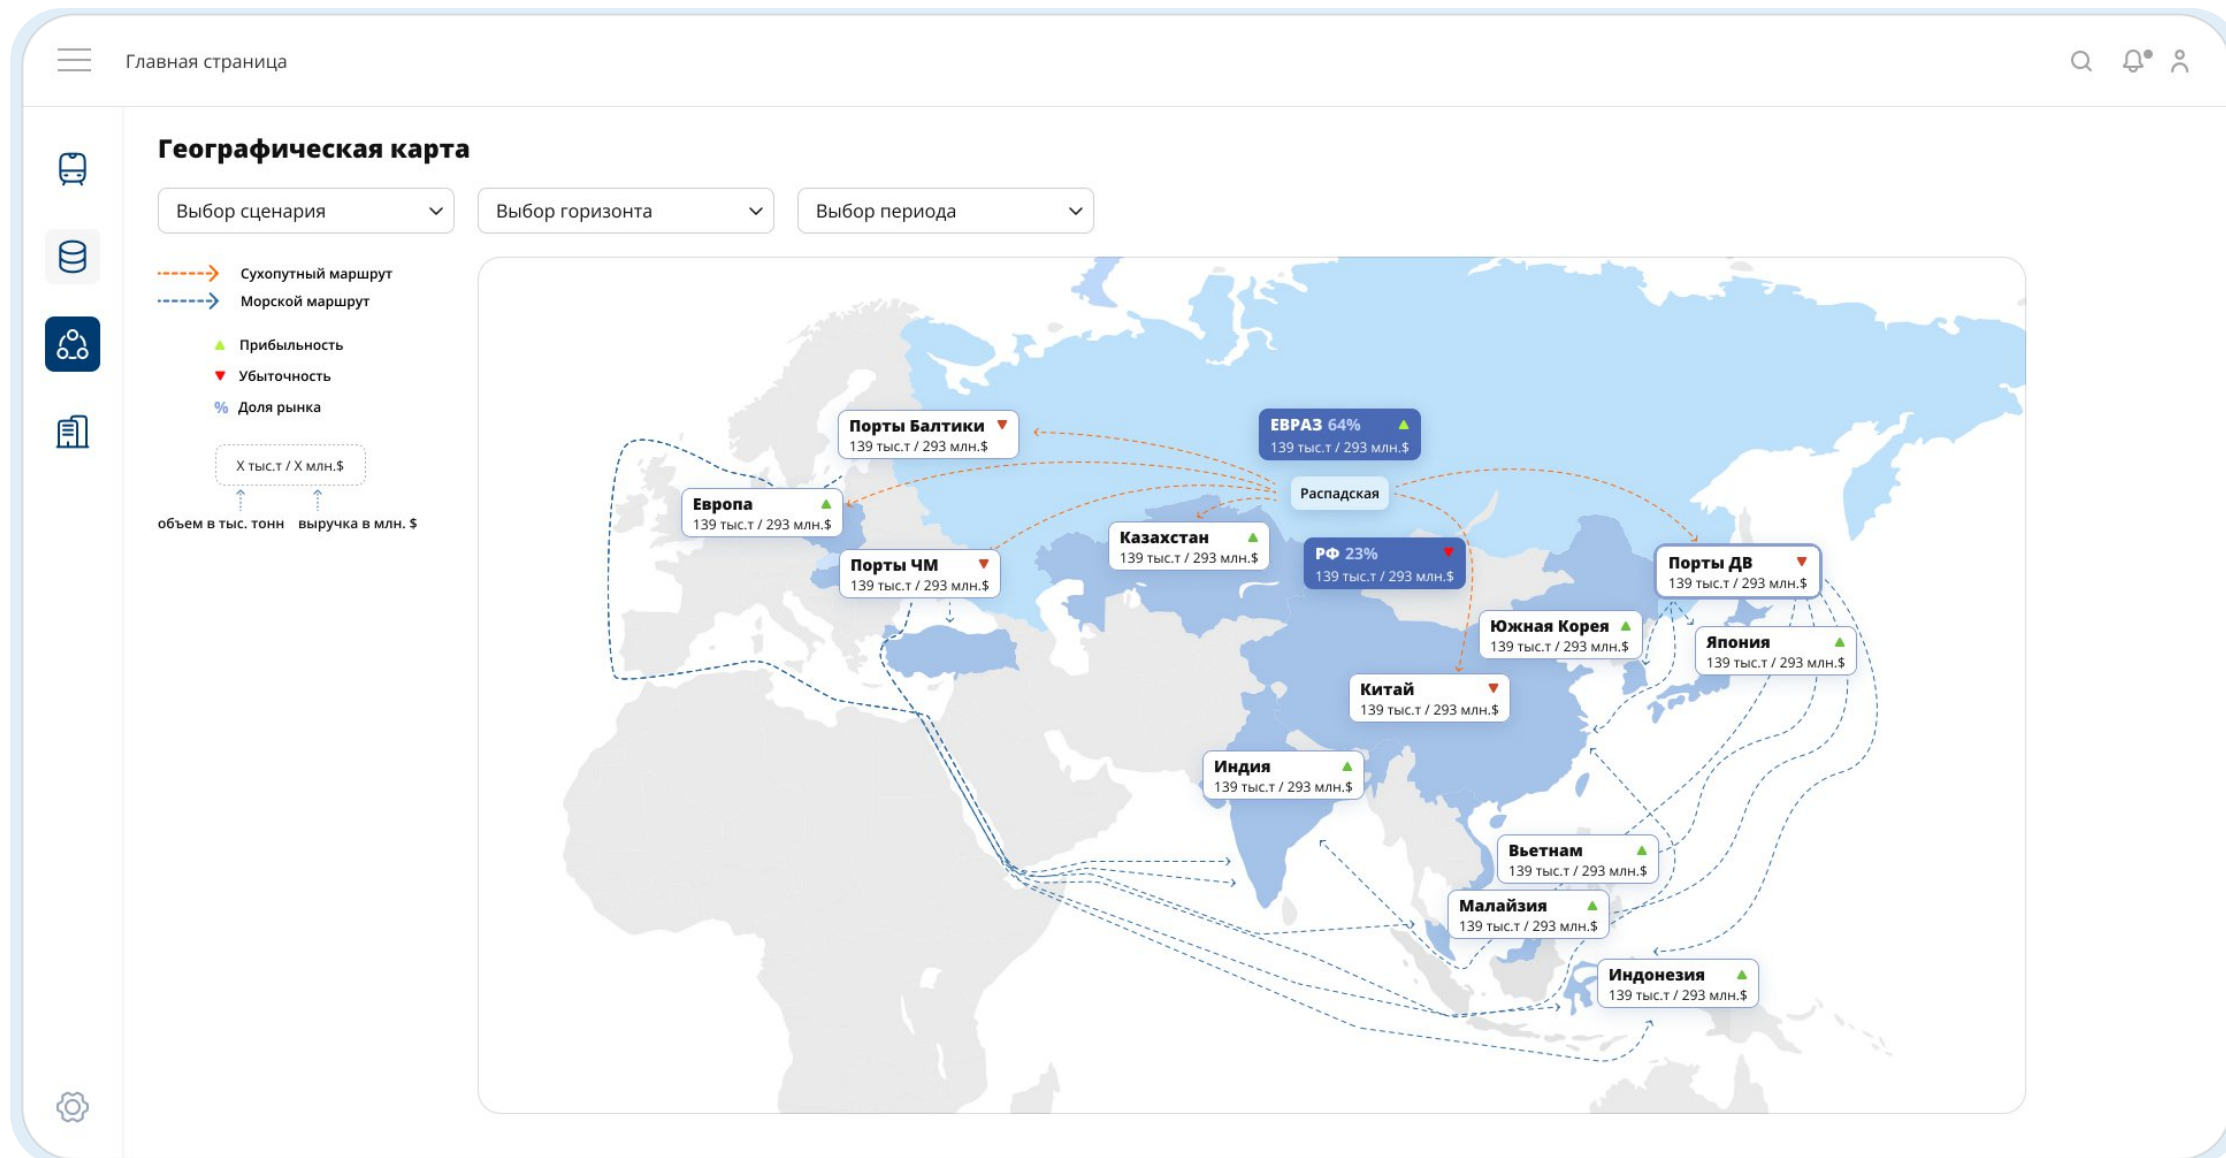 Главная страница
Географическая карта
Выбор сценария
Выбор горизонта
Выбор периода
Сухопутный маршрут
Морской маршрут
Прибыльность
Убыточность
% Доля рынка
X тыс.т / X млн.$
объем в тыс. тонн
выручка в млн. $
Порты Балтики
139 тыс.т / 293 млн.$
ЕВРАЗ 64%
139 тыс.т / 293 млн.$
Распадская
Европа
139 тыс.т / 293 млн.$
Казахстан
139 тыс.т / 293 млн.$
РФ 23%
139 тыс.т / 293 млн.$
Порты ЧМ
139 тыс.т / 293 млн.$
Порты ДВ
139 тыс.т / 293 млн.$
Южная Корея
139 тыс.т / 293 млн.$
Япония
139 тыс.т / 293 млн.$
Китай
139 тыс.т / 293 млн.$
Индия
139 тыс.т / 293 млн.$
Вьетнам
139 тыс.т / 293 млн.$
Малайзия
139 тыс.т / 293 млн.$
Индонезия
139 тыс.т / 293 млн.$